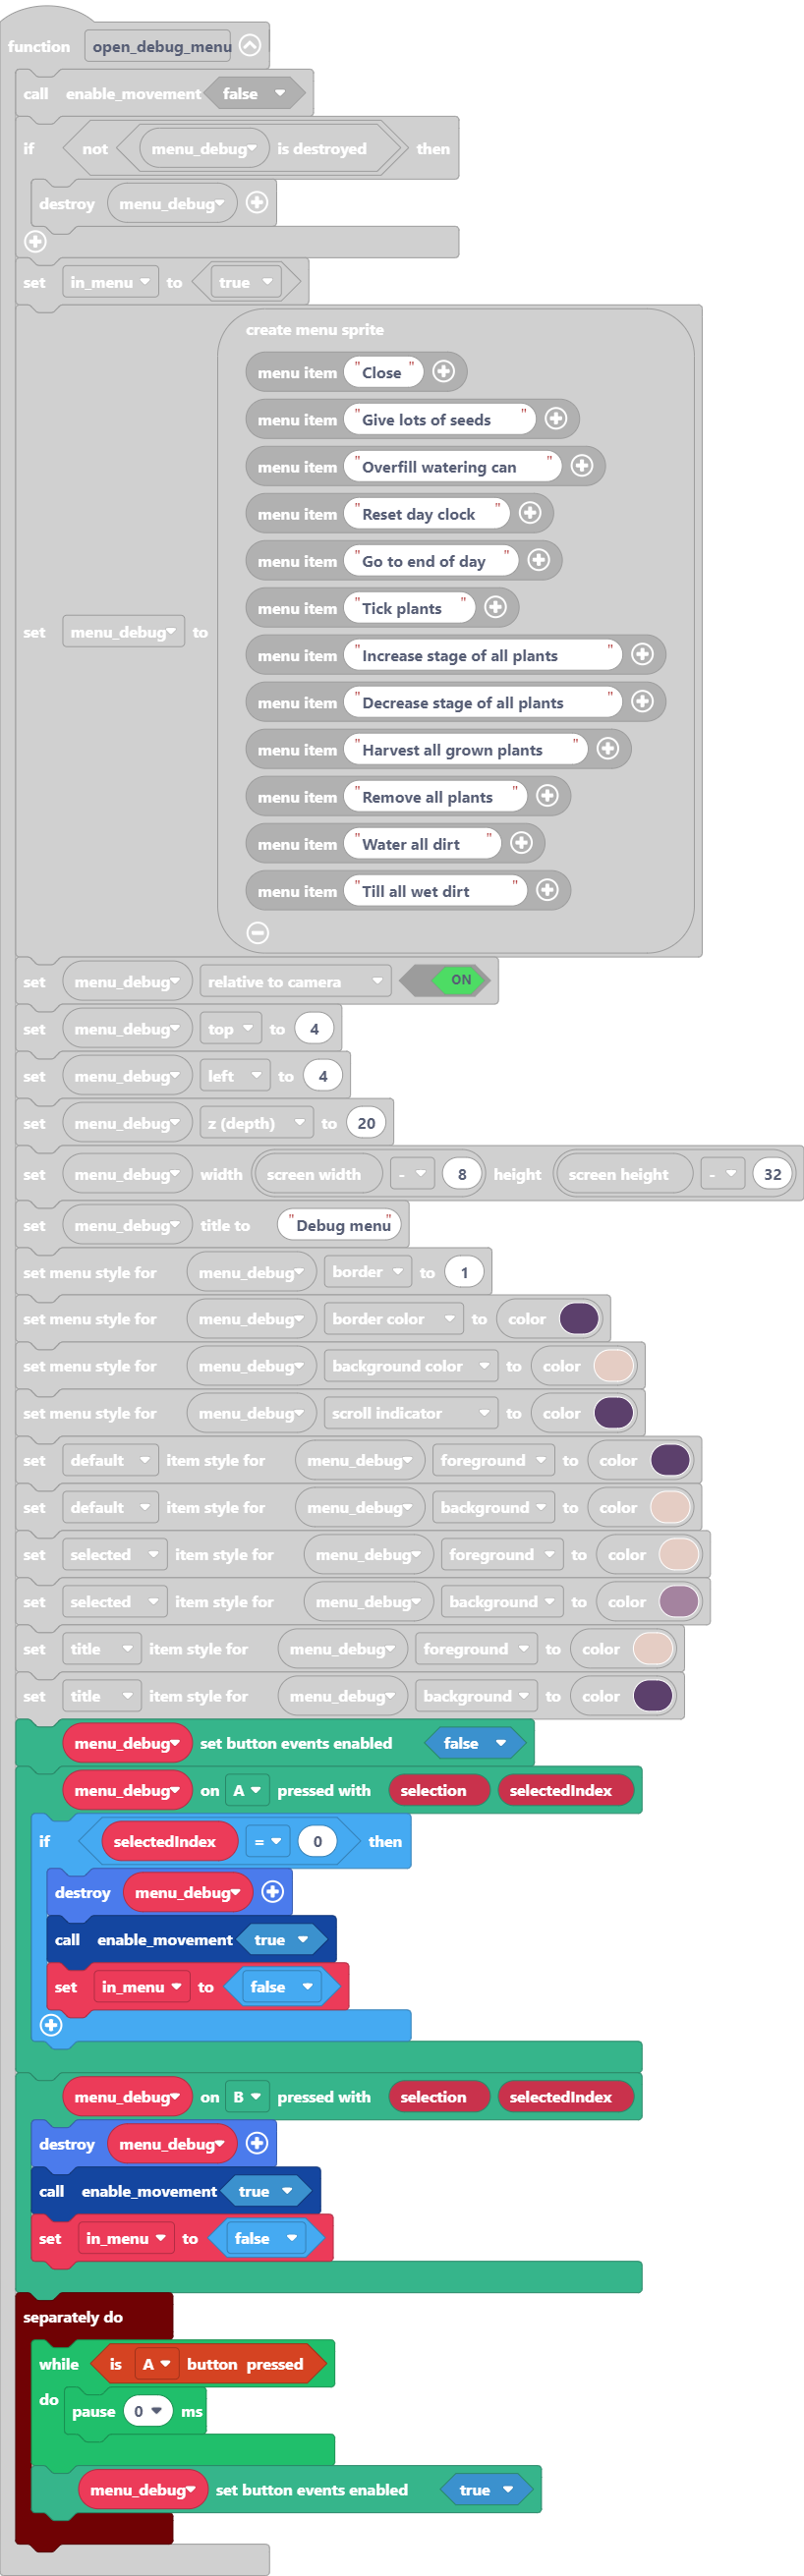 function open_debug_menu
call enable_movement false
if not menu_debug is destroyed then
destroy menu_debug
set in_menu to true
create menu sprite
menu item "Close "
menu item "Give lots of seeds "
menu item "Overfill watering can "
menu item "Reset day clock "
menu item "Go to end of day "
menu item "Tick plants "
set menu_debug to
menu item "Increase stage of all plants "
menu item "Decrease stage of all plants "
menu item "Harvest all grown plants "
menu item "Remove all plants "
menu item "Water all dirt "
menu item "Till all wet dirt "
set menu_debug relative to camera ON
set menu_debug top to 4
set menu_debug left to 4
set menu_debug z (depth) to 20
set menu_debug width screen width - 8 height screen height - 32
set menu_debug title to "Debug menu"
set menu style for menu_debug border to 1
set menu style for menu_debug border color to color
set menu style for menu_debug background color to color
set menu style for menu_debug scroll indicator to color
set default item style for menu_debug foreground to color
set default item style for menu_debug background to color
set selected item style for menu_debug foreground to color
set selected item style for menu_debug background to color
set title item style for menu_debug foreground to color
set title item style for menu_debug background to color
menu_debug set button events enabled false
menu_debug on A pressed with selection selectedIndex
if selectedIndex = 0 then
destroy menu_debug
call enable_movement true
set in_menu to false
menu_debug on B pressed with selection selectedIndex
destroy menu_debug
call enable_movement true
set in_menu to false
separately do
while is A button pressed
do pause 0 ms
menu_debug set button events enabled true